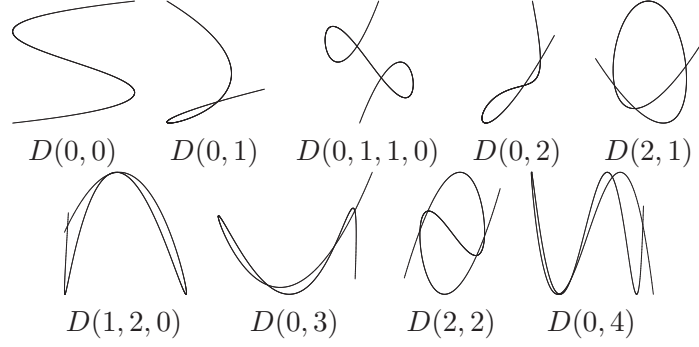 D(0, 0) D(0, 1) D(0, 1, 1, 0) D(0, 2) D(2, 1)
D(1, 2, 0) D(0, 3) D(2, 2) D(0, 4)